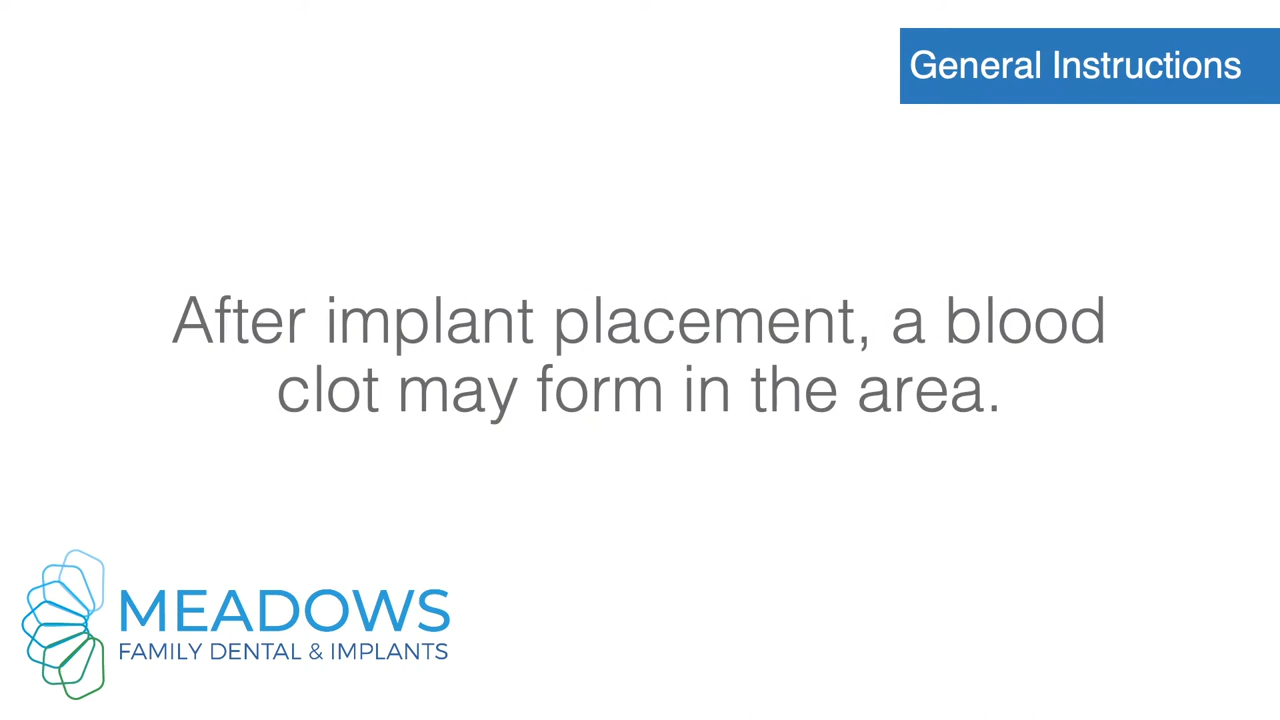 General Instructions
After implant placement, a blood
clot may form in the area.
MEADOWS
FAMILY DENTAL & IMPLANTS